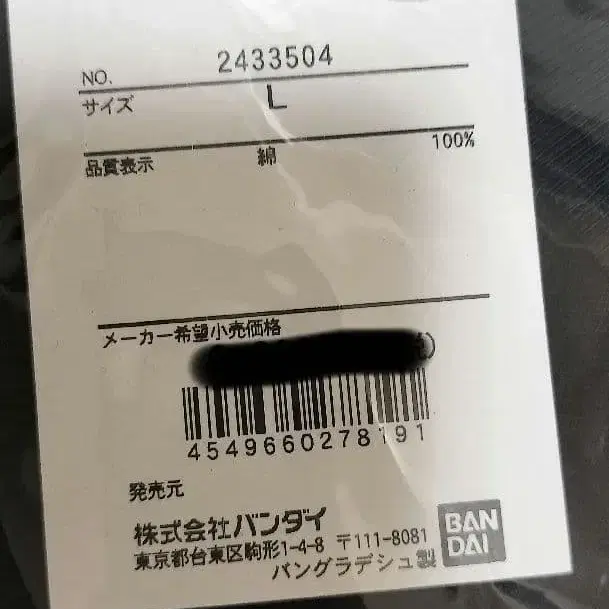 NO. 2433504
サイズ L
品質表示 綿 100%
メーカー希望小売価格
)
4549660278191
発売元
株式会社バンダイ
東京都台東区駒形1-4-8 〒111-8081
バングラデシュ製
BAN
DAI